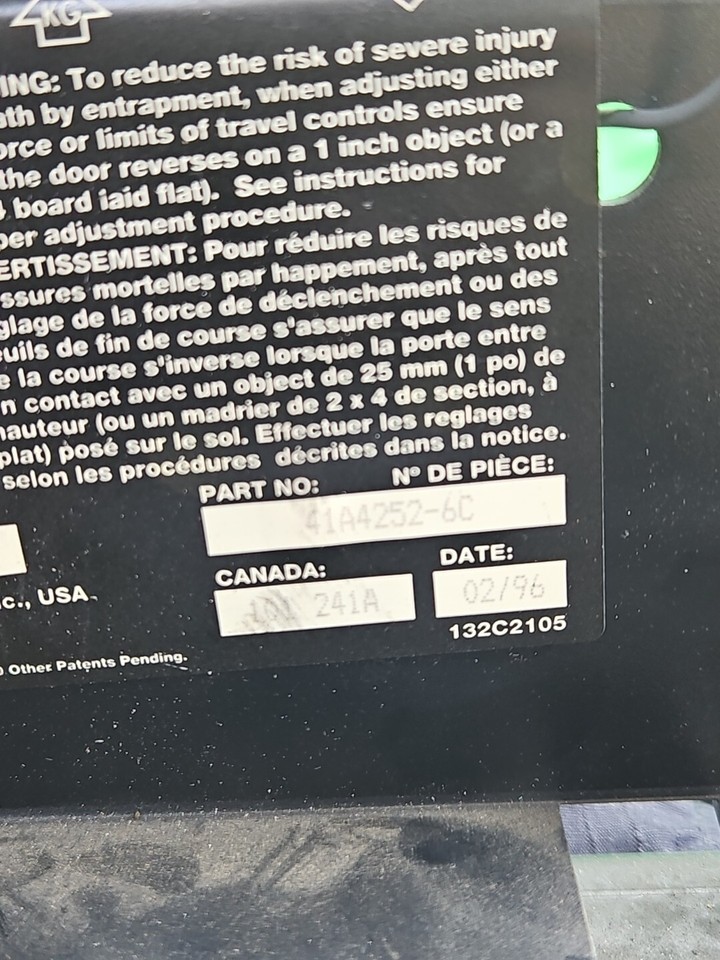 KG
ING: To reduce the risk of severe injury
ath by entrapment, when adjusting either
orce or limits of travel controls ensure
the door reverses on a 1 inch object (or a
board iaid flat). See instructions for
per adjustment procedure.
ERTISSEMENT: Pour réduire les risques de
ssures mortelles par happement, après tout
glage de la force de déclenchement ou des
uils de fin de course s'assurer que le sens
e la course s'inverse lorsque la porte entre
n contact avec un object de 25 mm (1 po) de
hauteur (ou un madrier de 2 x 4 de section, à
plat) posé sur le sol. Effectuer les reglages
selon les procédures décrites dans la notice.
PART NO: Nº DE PIÈCE:
41A4252-6C
CANADA: DATE:
241A 02/96
c., USA
132C2105
Other Patents Pending.